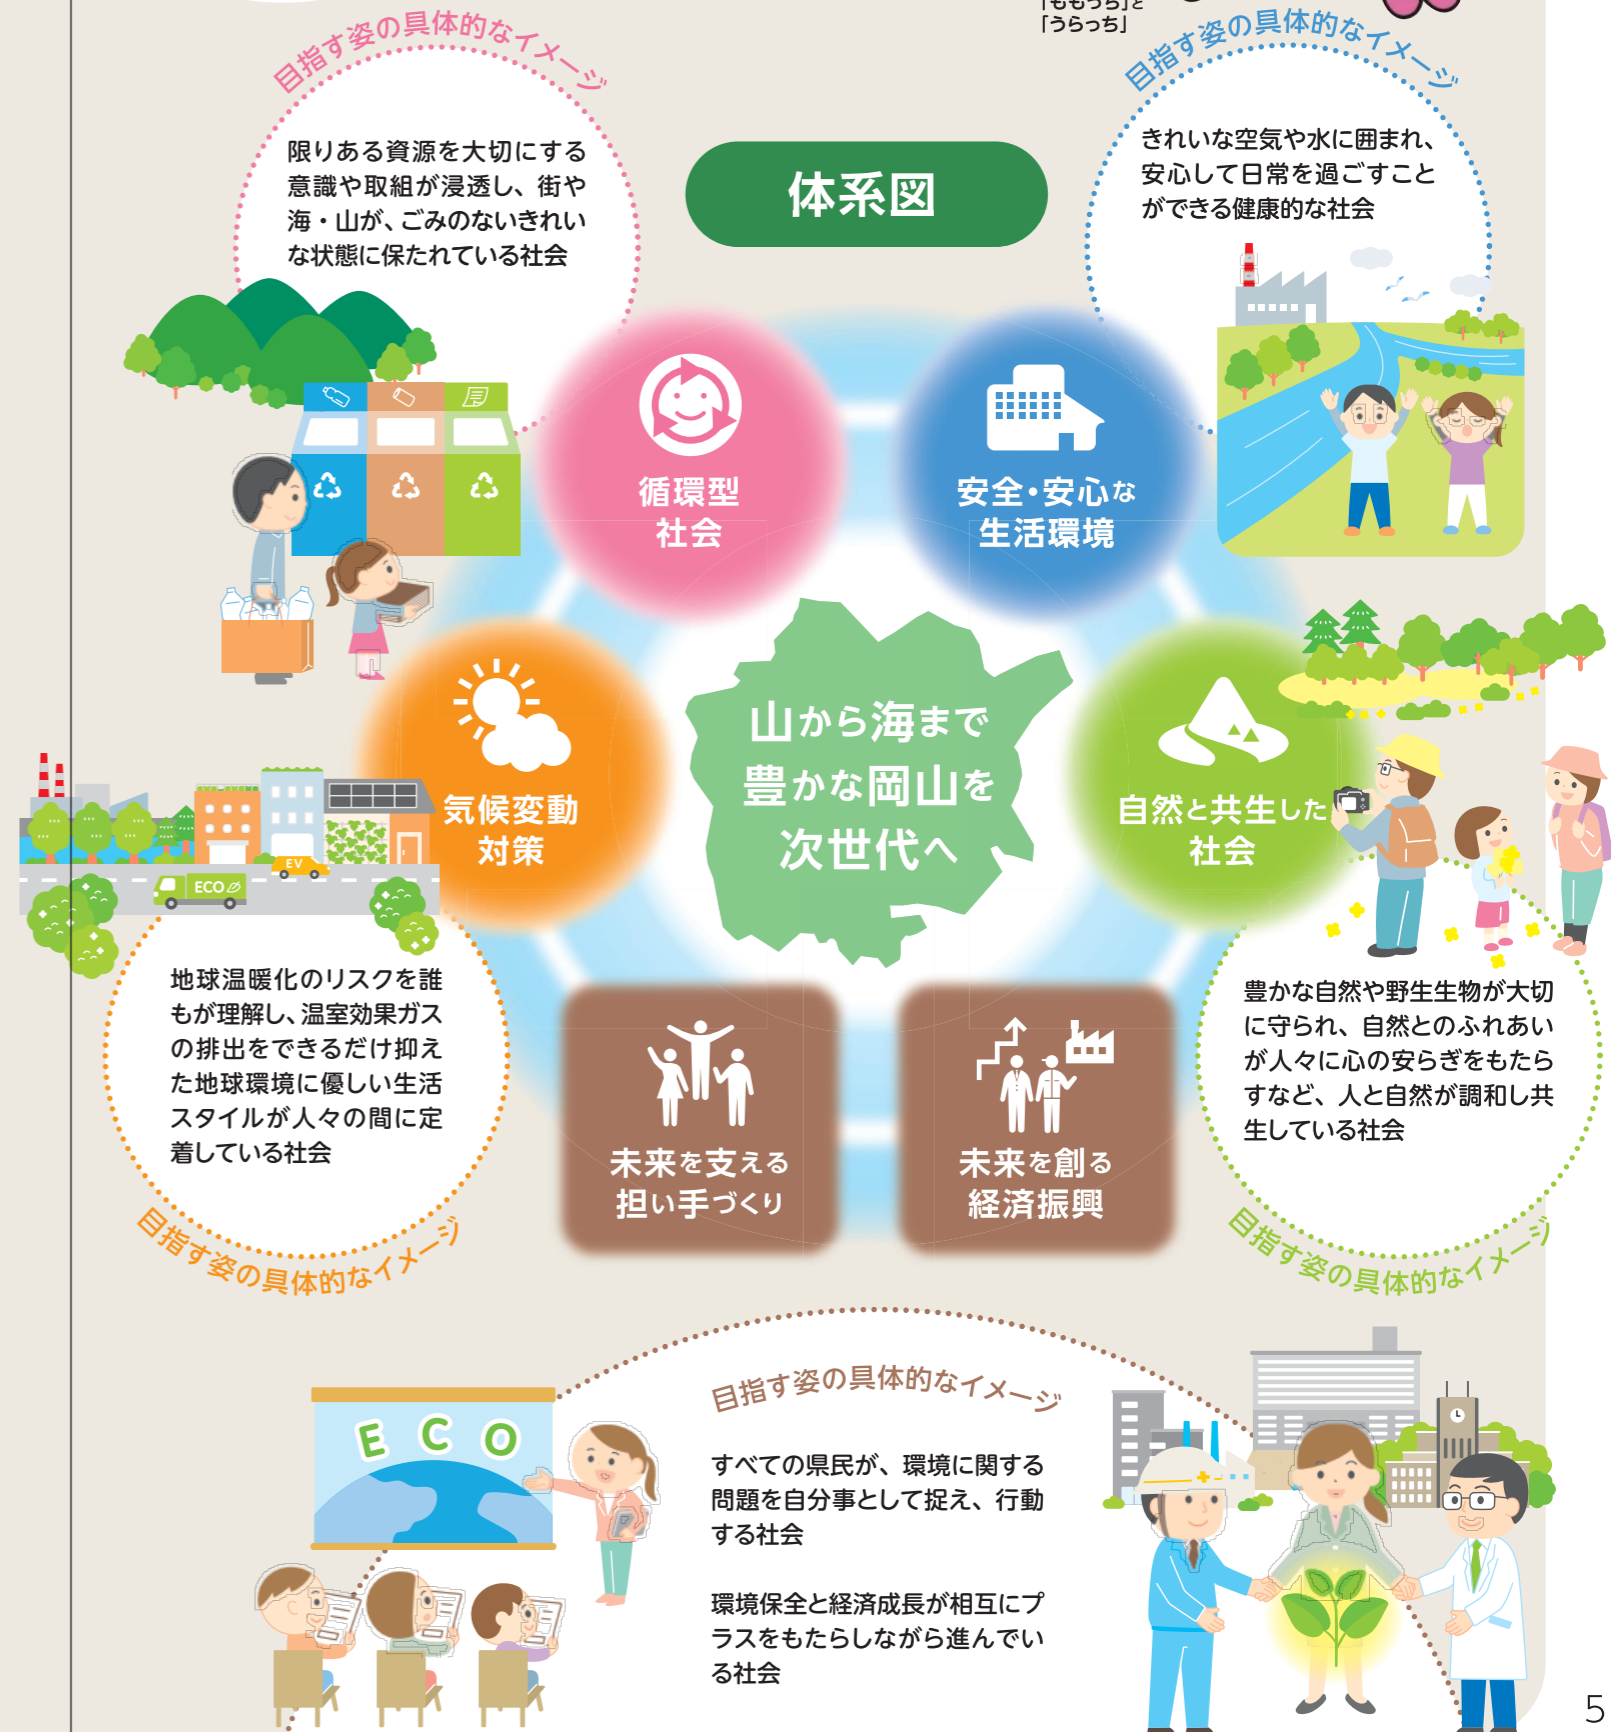 「ももっち」と
「うらっち」
目指す姿の具体的なイメージ
限りある資源を大切にする
意識や取組が浸透し、街や
海・山が、ごみのないきれい
な状態に保たれている社会
体系図
目指す姿の具体的なイメージ
きれいな空気や水に囲まれ、
安心して日常を過ごすこと
ができる健康的な社会
循環型
社会
安全・安心な
生活環境
気候変動
対策
山から海まで
豊かな岡山を
次世代へ
自然と共生した
社会
EV
ECO
地球温暖化のリスクを誰
もが理解し、温室効果ガス
の排出をできるだけ抑え
た地球環境に優しい生活
スタイルが人々の間に定
着している社会
目指す姿の具体的なイメージ
未来を支える
担い手づくり
未来を創る
経済振興
豊かな自然や野生生物が大切
に守られ、自然とのふれあい
が人々に心の安らぎをもたら
すなど、人と自然が調和し共
生している社会
目指す姿の具体的なイメージ
目指す姿の具体的なイメージ
ECO
すべての県民が、環境に関する
問題を自分事として捉え、行動
する社会
環境保全と経済成長が相互にプ
ラスをもたらしながら進んでい
る社会
5